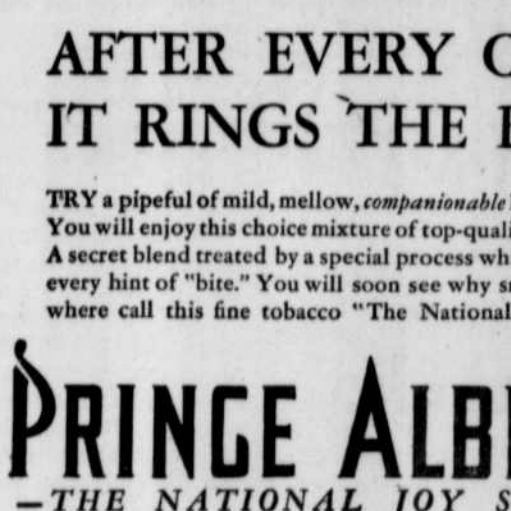 AFTER EVERY
IT RINGS THE
TRY a pipeful of mild, mellow, companionable
You will enjoy this choice mixture of top-quali
A secret blend treated by a special process wh
every hint of "bite." You will soon see why s
where call this fine tobacco "The National
PRINCE ALB
—THE NATIONAL JOY S